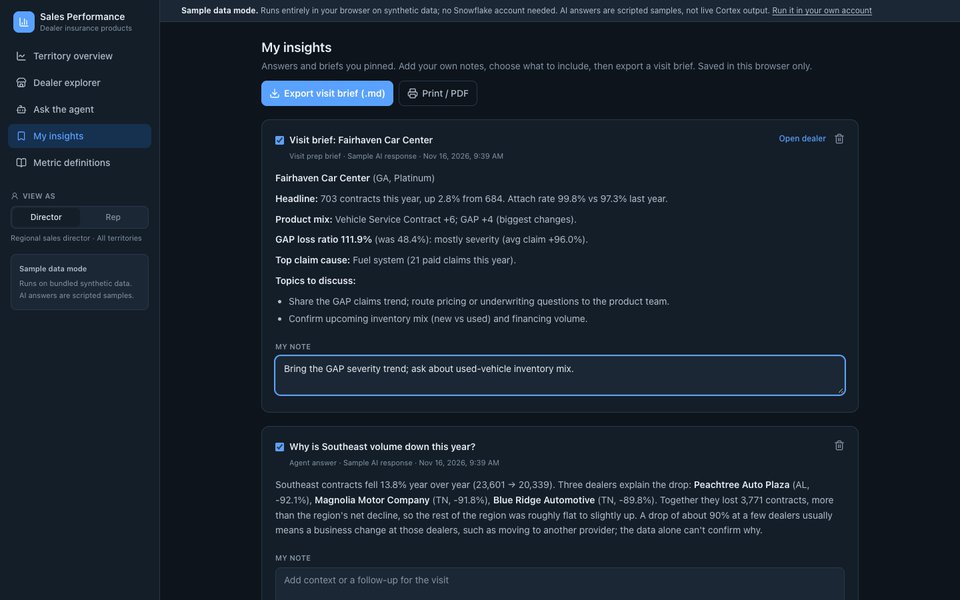 Sample data mode. Runs entirely in your browser on synthetic data; no Snowflake account needed. AI answers are scripted samples, not live Cortex output. Run it in your own account
Sales Performance
Dealer insurance products
Territory overview
Dealer explorer
Ask the agent
My insights
Metric definitions
VIEW AS
Director
Rep
Regional sales director · All territories
Sample data mode
Runs on bundled synthetic data.
AI answers are scripted samples.
My insights
Answers and briefs you pinned. Add your own notes, choose what to include, then export a visit brief. Saved in this browser only.
Export visit brief (.md)
Print / PDF
Visit brief: Fairhaven Car Center
Open dealer
Visit prep brief · Sample AI response · Nov 16, 2026, 9:39 AM
Fairhaven Car Center (GA, Platinum)
Headline: 703 contracts this year, up 2.8% from 684. Attach rate 99.8% vs 97.3% last year.
Product mix: Vehicle Service Contract +6; GAP +4 (biggest changes).
GAP loss ratio 111.9% (was 48.4%): mostly severity (avg claim +96.0%).
Top claim cause: Fuel system (21 paid claims this year).
Topics to discuss:
• Share the GAP claims trend; route pricing or underwriting questions to the product team.
• Confirm upcoming inventory mix (new vs used) and financing volume.
MY NOTE
Bring the GAP severity trend; ask about used-vehicle inventory mix.
Why is Southeast volume down this year?
Agent answer · Sample AI response · Nov 16, 2026, 9:39 AM
Southeast contracts fell 13.8% year over year (23,601 → 20,339). Three dealers explain the drop: Peachtree Auto Plaza (AL,
-92.1%), Magnolia Motor Company (TN, -91.8%), Blue Ridge Automotive (TN, -89.8%). Together they lost 3,771 contracts, more
than the region's net decline, so the rest of the region was roughly flat to slightly up. A drop of about 90% at a few dealers usually
means a business change at those dealers, such as moving to another provider; the data alone can't confirm why.
MY NOTE
Add context or a follow-up for the visit